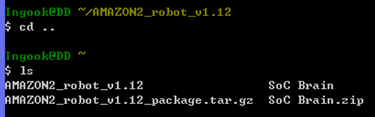 Ingook@DD ~/AMAZON2_robot_v1.12
$ cd ..
Ingook@DD ~
$ ls
AMAZON2_robot_v1.12 SoC Brain
AMAZON2_robot_v1.12_package.tar.gz SoC Brain.zip